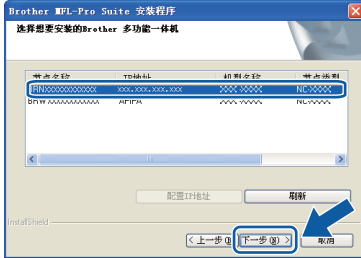 Brother MFL-Pro Suite 安装程序
选择想要安装的Brother 多功能一体机
节点名称 IP地址 机型名称 节点类型
BRNXXXXXXXXXXXX XXX.XXX.XXX.XXX XXX-XXXX NC-XXXX
BRW XXXXXXXXXXXX APIPA XXX-XXXX NC-XXXX
配置IP地址 刷新
InstallShield
< 上一步(B) 下一步(N) > 取消